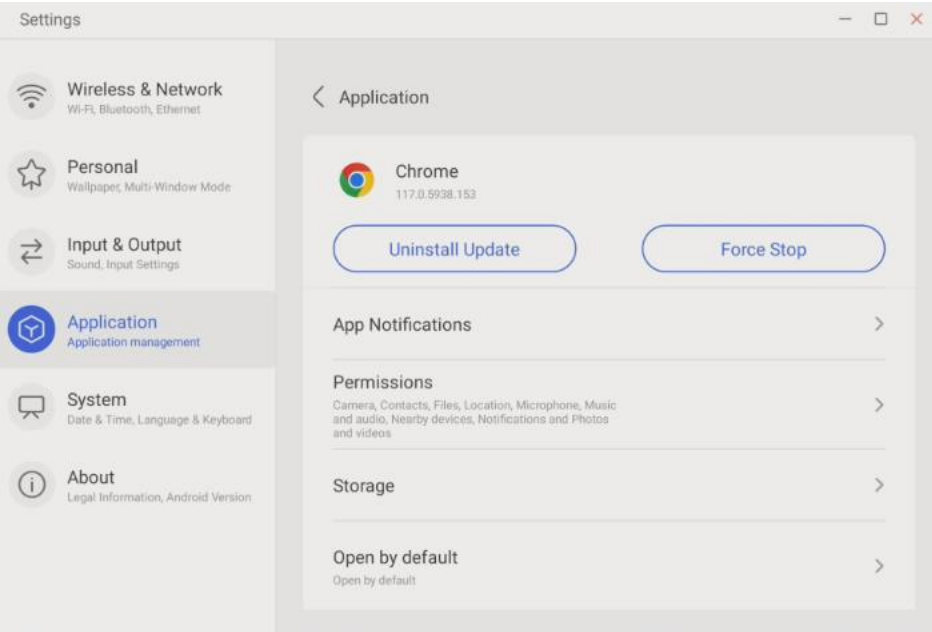 Settings
Wireless & Network
Wi-Fi, Bluetooth, Ethernet
Personal
Wallpaper, Multi-Window Mode
Input & Output
Sound, Input Settings
Application
Application management
System
Date & Time, Language & Keyboard
About
Legal Information, Android Version
Application
Chrome
117.0.5938.153
Uninstall Update
Force Stop
App Notifications
Permissions
Camera, Contacts, Files, Location, Microphone, Music
and audio, Nearby devices, Notifications and Photos
and videos
Storage
Open by default
Open by default